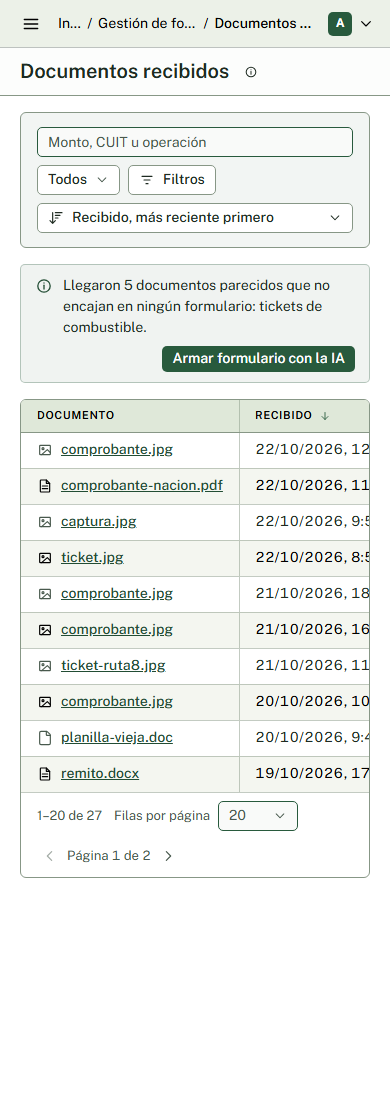 In... / Gestión de fo... / Documentos ... A
Documentos recibidos
Monto, CUIT u operación
Todos Filtros
Recibido, más reciente primero
Llegaron 5 documentos parecidos que no
encajan en ningún formulario: tickets de
combustible.
Armar formulario con la IA
DOCUMENTO RECIBIDO
comprobante.jpg 22/10/2026, 12
comprobante-nacion.pdf 22/10/2026, 11
captura.jpg 22/10/2026, 9:5
ticket.jpg 22/10/2026, 8:5
comprobante.jpg 21/10/2026, 18
comprobante.jpg 21/10/2026, 16
ticket-ruta8.jpg 21/10/2026, 11
comprobante.jpg 20/10/2026, 10
planilla-vieja.doc 20/10/2026, 9:4
remito.docx 19/10/2026, 17
1–20 de 27 Filas por página 20
Página 1 de 2